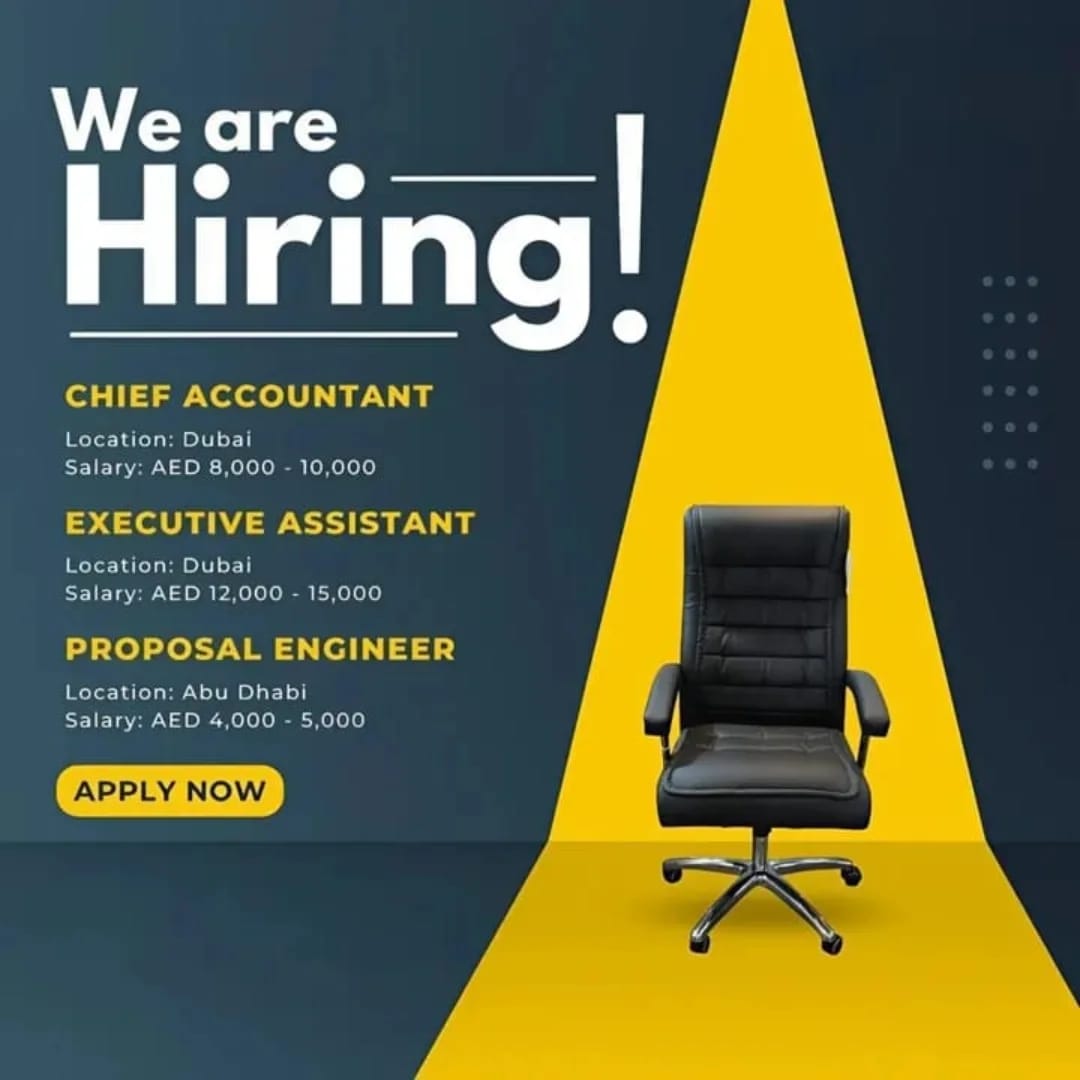 We are
Hiring!
CHIEF ACCOUNTANT
Location: Dubai
Salary: AED 8,000 - 10,000
EXECUTIVE ASSISTANT
Location: Dubai
Salary: AED 12,000 - 15,000
PROPOSAL ENGINEER
Location: Abu Dhabi
Salary: AED 4,000 - 5,000
APPLY NOW